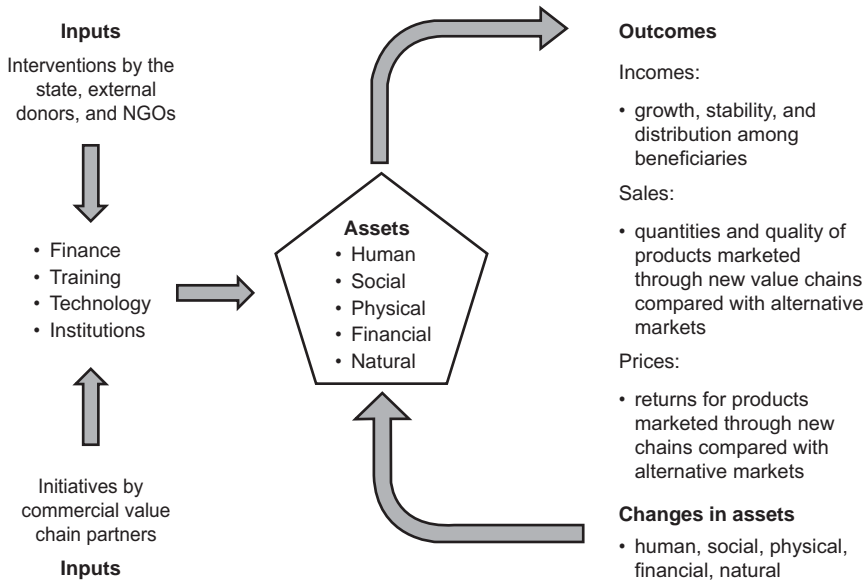 Inputs
Interventions by the
state, external
donors, and NGOs
• Finance
• Training
• Technology
• Institutions
Initiatives by
commercial value
chain partners
Inputs
Assets
• Human
• Social
• Physical
• Financial
• Natural
Outcomes
Incomes:
• growth, stability, and
distribution among
beneficiaries
Sales:
• quantities and quality of
products marketed
through new value chains
compared with alternative
markets
Prices:
• returns for products
marketed through new
chains compared with
alternative markets
Changes in assets
• human, social, physical,
financial, natural